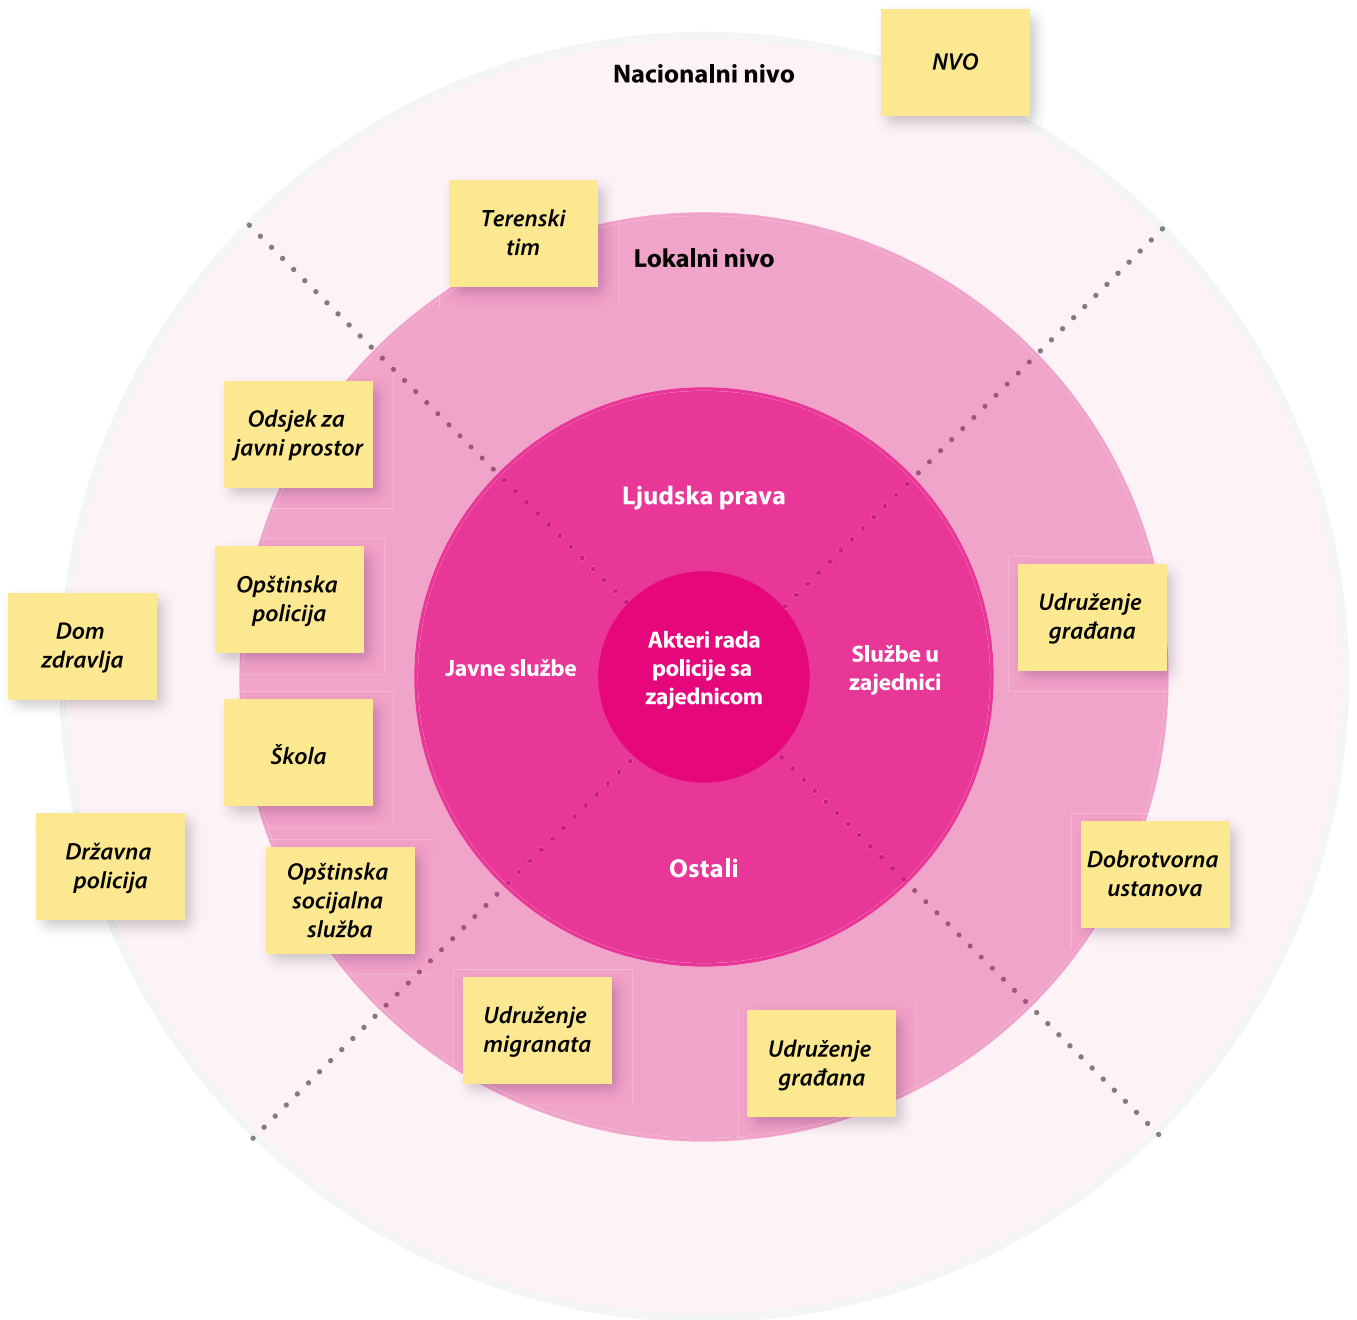 NVO
Nacionalni nivo
Terenski
tim
Lokalni nivo
Odsjek za
javni prostor
Ljudska prava
Opštinska
policija
Udruženje
građana
Dom
zdravlja
Javne službe
Akteri rada
policije sa
zajednicom
Službe u
zajednici
Škola
Državna
policija
Opštinska
socijalna
služba
Ostali
Dobrotvorna
ustanova
Udruženje
migranata
Udruženje
građana